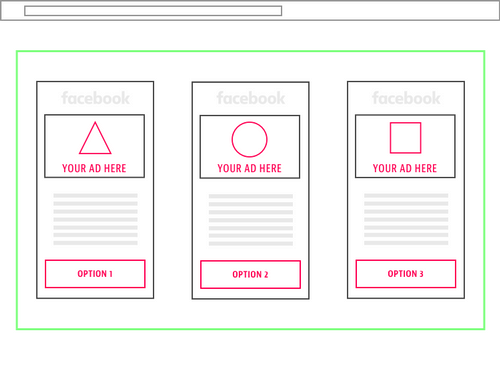 facebook
YOUR AD HERE
OPTION 1
facebook
YOUR AD HERE
OPTION 2
facebook
YOUR AD HERE
OPTION 3